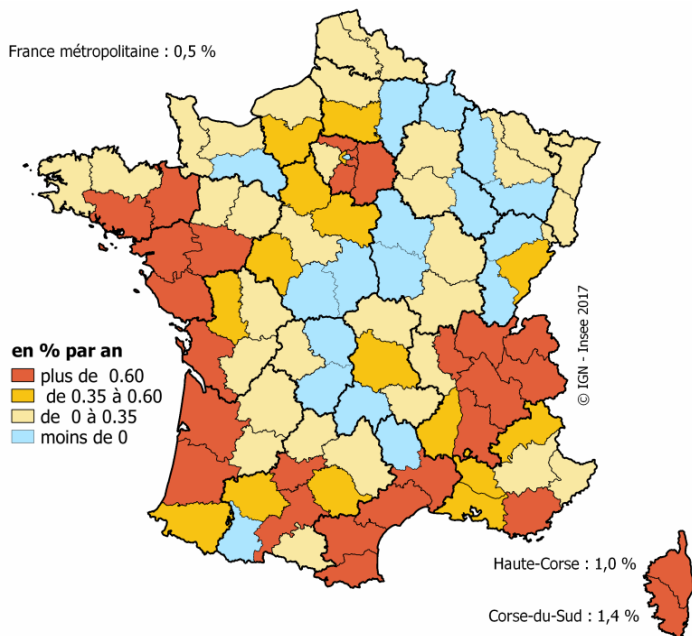 France métropolitaine : 0,5 %
© IGN - Insee 2017
en % par an
plus de 0.60
de 0.35 à 0.60
de 0 à 0.35
moins de 0
Haute-Corse : 1,0 %
Corse-du-Sud : 1,4 %